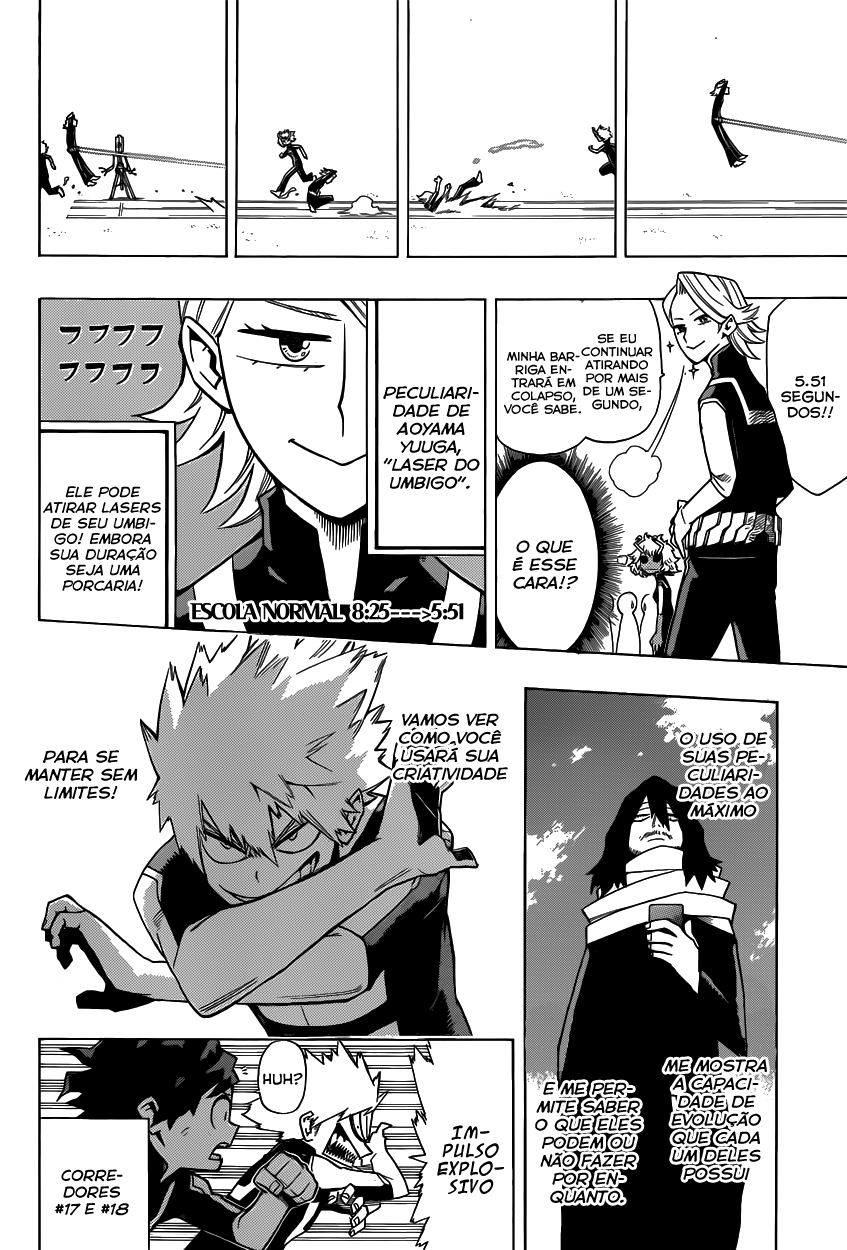 5.51
SEGUN-
DOS!!
SE EU
CONTINUAR
ATIRANDO
POR MAIS
DE UM SE-
GUNDO,
MINHA BAR-
RIGA EN-
TRARÁ EM
COLAPSO,
VOCÊ SABE.
O QUE
É ESSE
CARA!?
PECULIARI-
DADE DE
AOYAMA
YUUGA,
"LASER DO
UMBIGO".
フフフフ
フフフフ
ELE PODE
ATIRAR LASERS
DE SEU UMBI-
GO! EMBORA
SUA DURAÇÃO
SEJA UMA
PORCARIA!
ESCOLA NORMAL 8:25--->5:51
O USO DE
SUAS PE-
CULIARI-
DADES AO
MÁXIMO
ME MOSTRA
A CAPACI-
DADE DE
EVOLUÇÃO
QUE CADA
UM DELES
POSSUI
E ME PER-
MITE SABER
O QUE ELES
PODEM OU
NÃO FAZER
POR EN-
QUANTO.
VAMOS VER
COMO VOCÊ
USARÁ SUA
CRIATIVIDADE
PARA SE
MANTER SEM
LIMITES!
IM-
PULSO
EXPLO-
SIVO
HUH?
CORRE-
DORES
#17 E #18